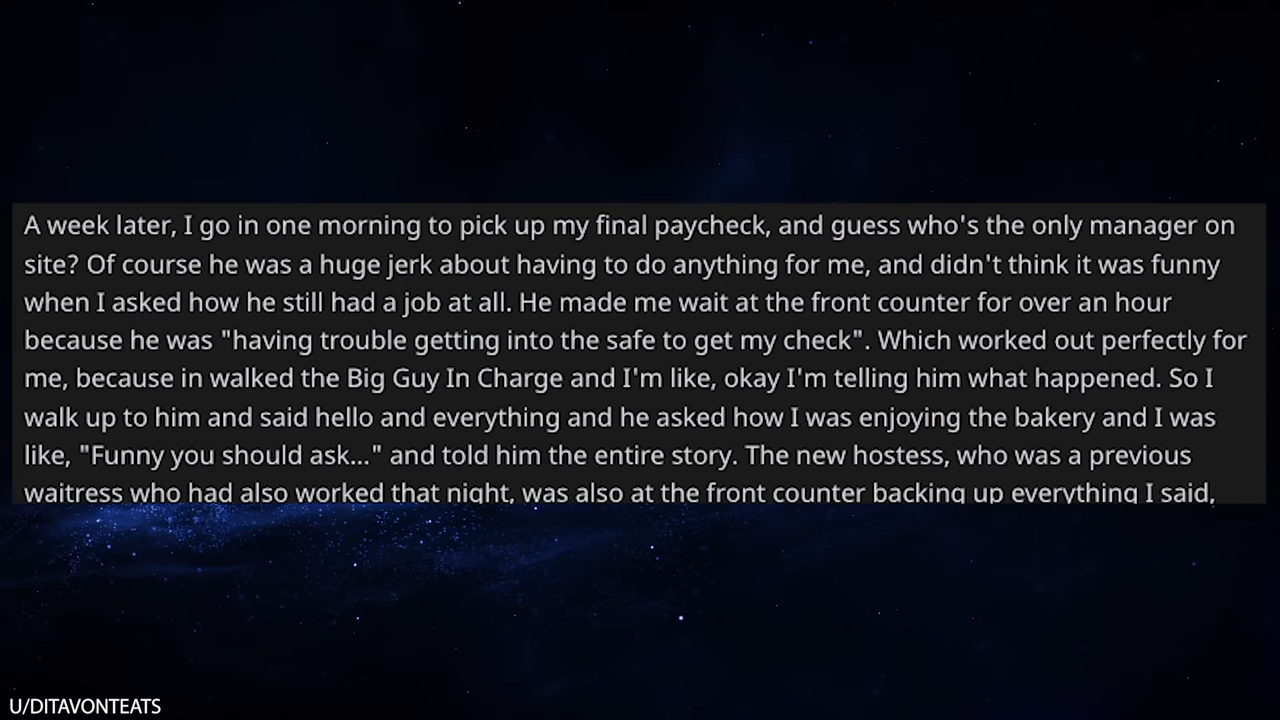 A week later, I go in one morning to pick up my final paycheck, and guess who's the only manager on
site? Of course he was a huge jerk about having to do anything for me, and didn't think it was funny
when I asked how he still had a job at all. He made me wait at the front counter for over an hour
because he was "having trouble getting into the safe to get my check". Which worked out perfectly for
me, because in walked the Big Guy In Charge and I'm like, okay I'm telling him what happened. So I
walk up to him and said hello and everything and he asked how I was enjoying the bakery and I was
like, "Funny you should ask..." and told him the entire story. The new hostess, who was a previous
waitress who had also worked that night, was also at the front counter backing up everything I said,
U/DITAVONTEATS